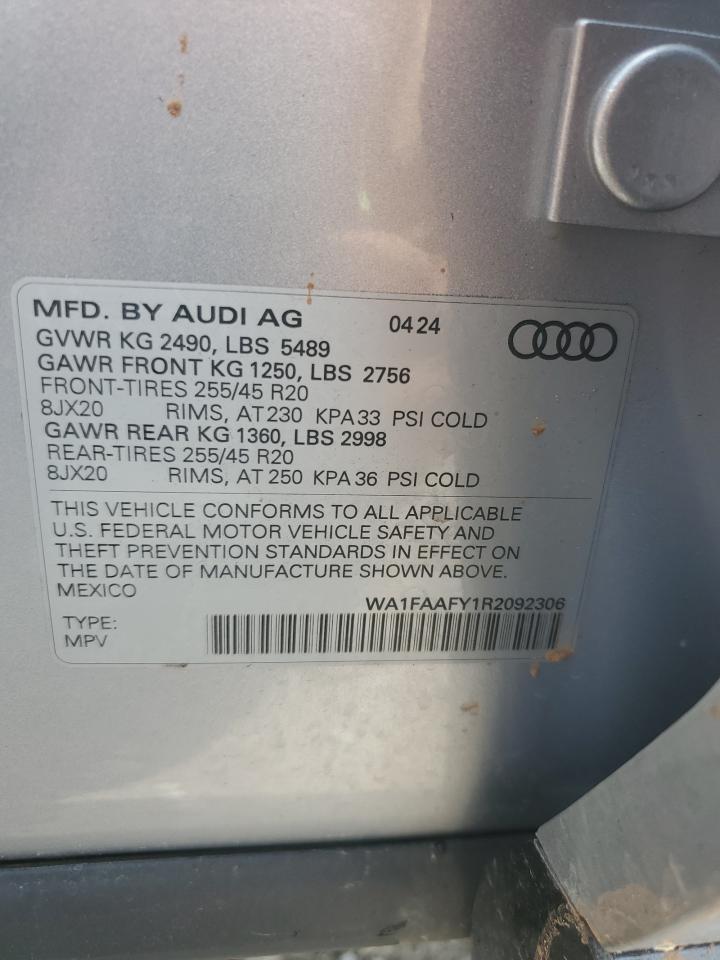 MFD. BY AUDI AG 0424
GVWR KG 2490, LBS 5489
GAWR FRONT KG 1250, LBS 2756
FRONT-TIRES 255/45 R20
8JX20 RIMS, AT 230 KPA 33 PSI COLD
GAWR REAR KG 1360, LBS 2998
REAR-TIRES 255/45 R20
8JX20 RIMS, AT 250 KPA 36 PSI COLD
THIS VEHICLE CONFORMS TO ALL APPLICABLE
U.S. FEDERAL MOTOR VEHICLE SAFETY AND
THEFT PREVENTION STANDARDS IN EFFECT ON
THE DATE OF MANUFACTURE SHOWN ABOVE.
MEXICO
WA1FAAFY1R2092306
TYPE:
MPV